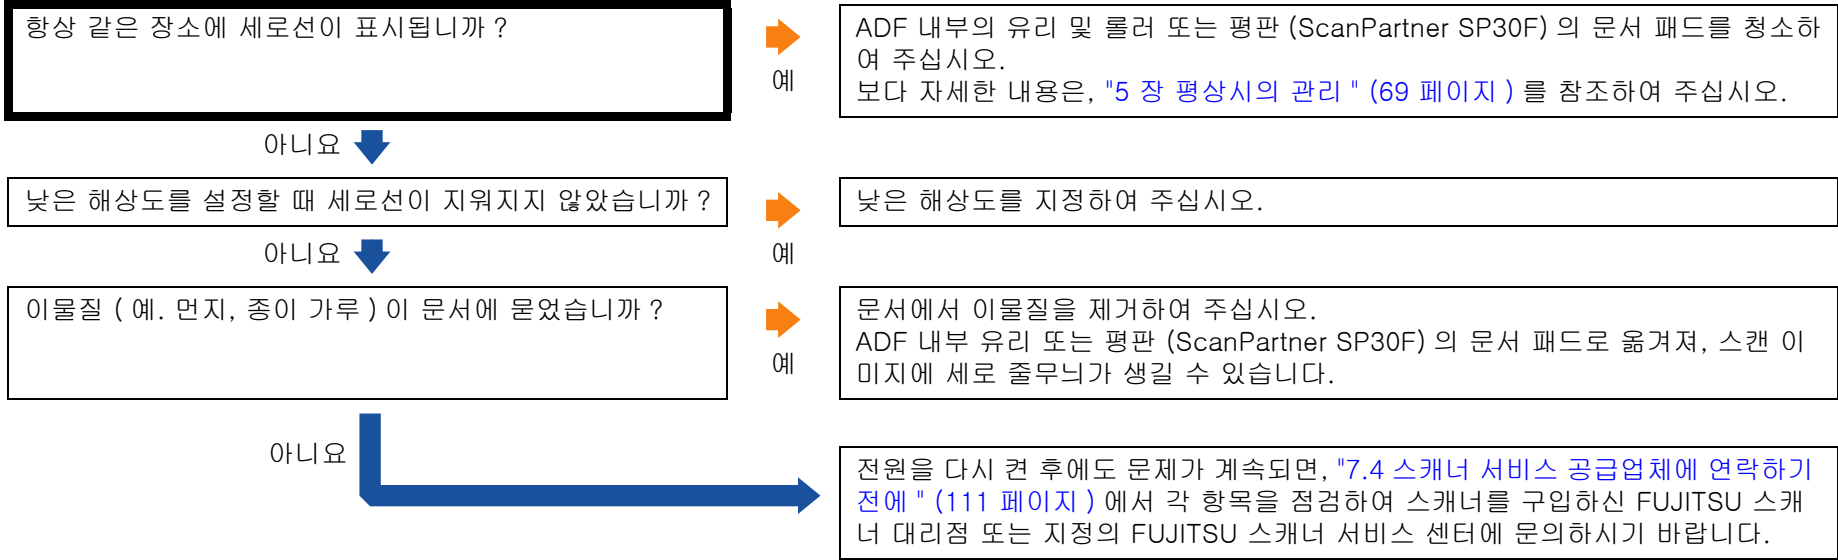 항상 같은 장소에 세로선이 표시됩니까 ?
예
ADF 내부의 유리 및 롤러 또는 평판 (ScanPartner SP30F) 의 문서 패드를 청소하
여 주십시오.
보다 자세한 내용은, "5 장 평상시의 관리 " (69 페이지 ) 를 참조하여 주십시오.
아니요
낮은 해상도를 설정할 때 세로선이 지워지지 않았습니까 ?
예
낮은 해상도를 지정하여 주십시오.
아니요
이물질 ( 예. 먼지, 종이 가루 ) 이 문서에 묻었습니까 ?
예
문서에서 이물질을 제거하여 주십시오.
ADF 내부 유리 또는 평판 (ScanPartner SP30F) 의 문서 패드로 옮겨져, 스캔 이
미지에 세로 줄무늬가 생길 수 있습니다.
아니요
전원을 다시 켠 후에도 문제가 계속되면, "7.4 스캐너 서비스 공급업체에 연락하기
전에 " (111 페이지 ) 에서 각 항목을 점검하여 스캐너를 구입하신 FUJITSU 스캐
너 대리점 또는 지정의 FUJITSU 스캐너 서비스 센터에 문의하시기 바랍니다.